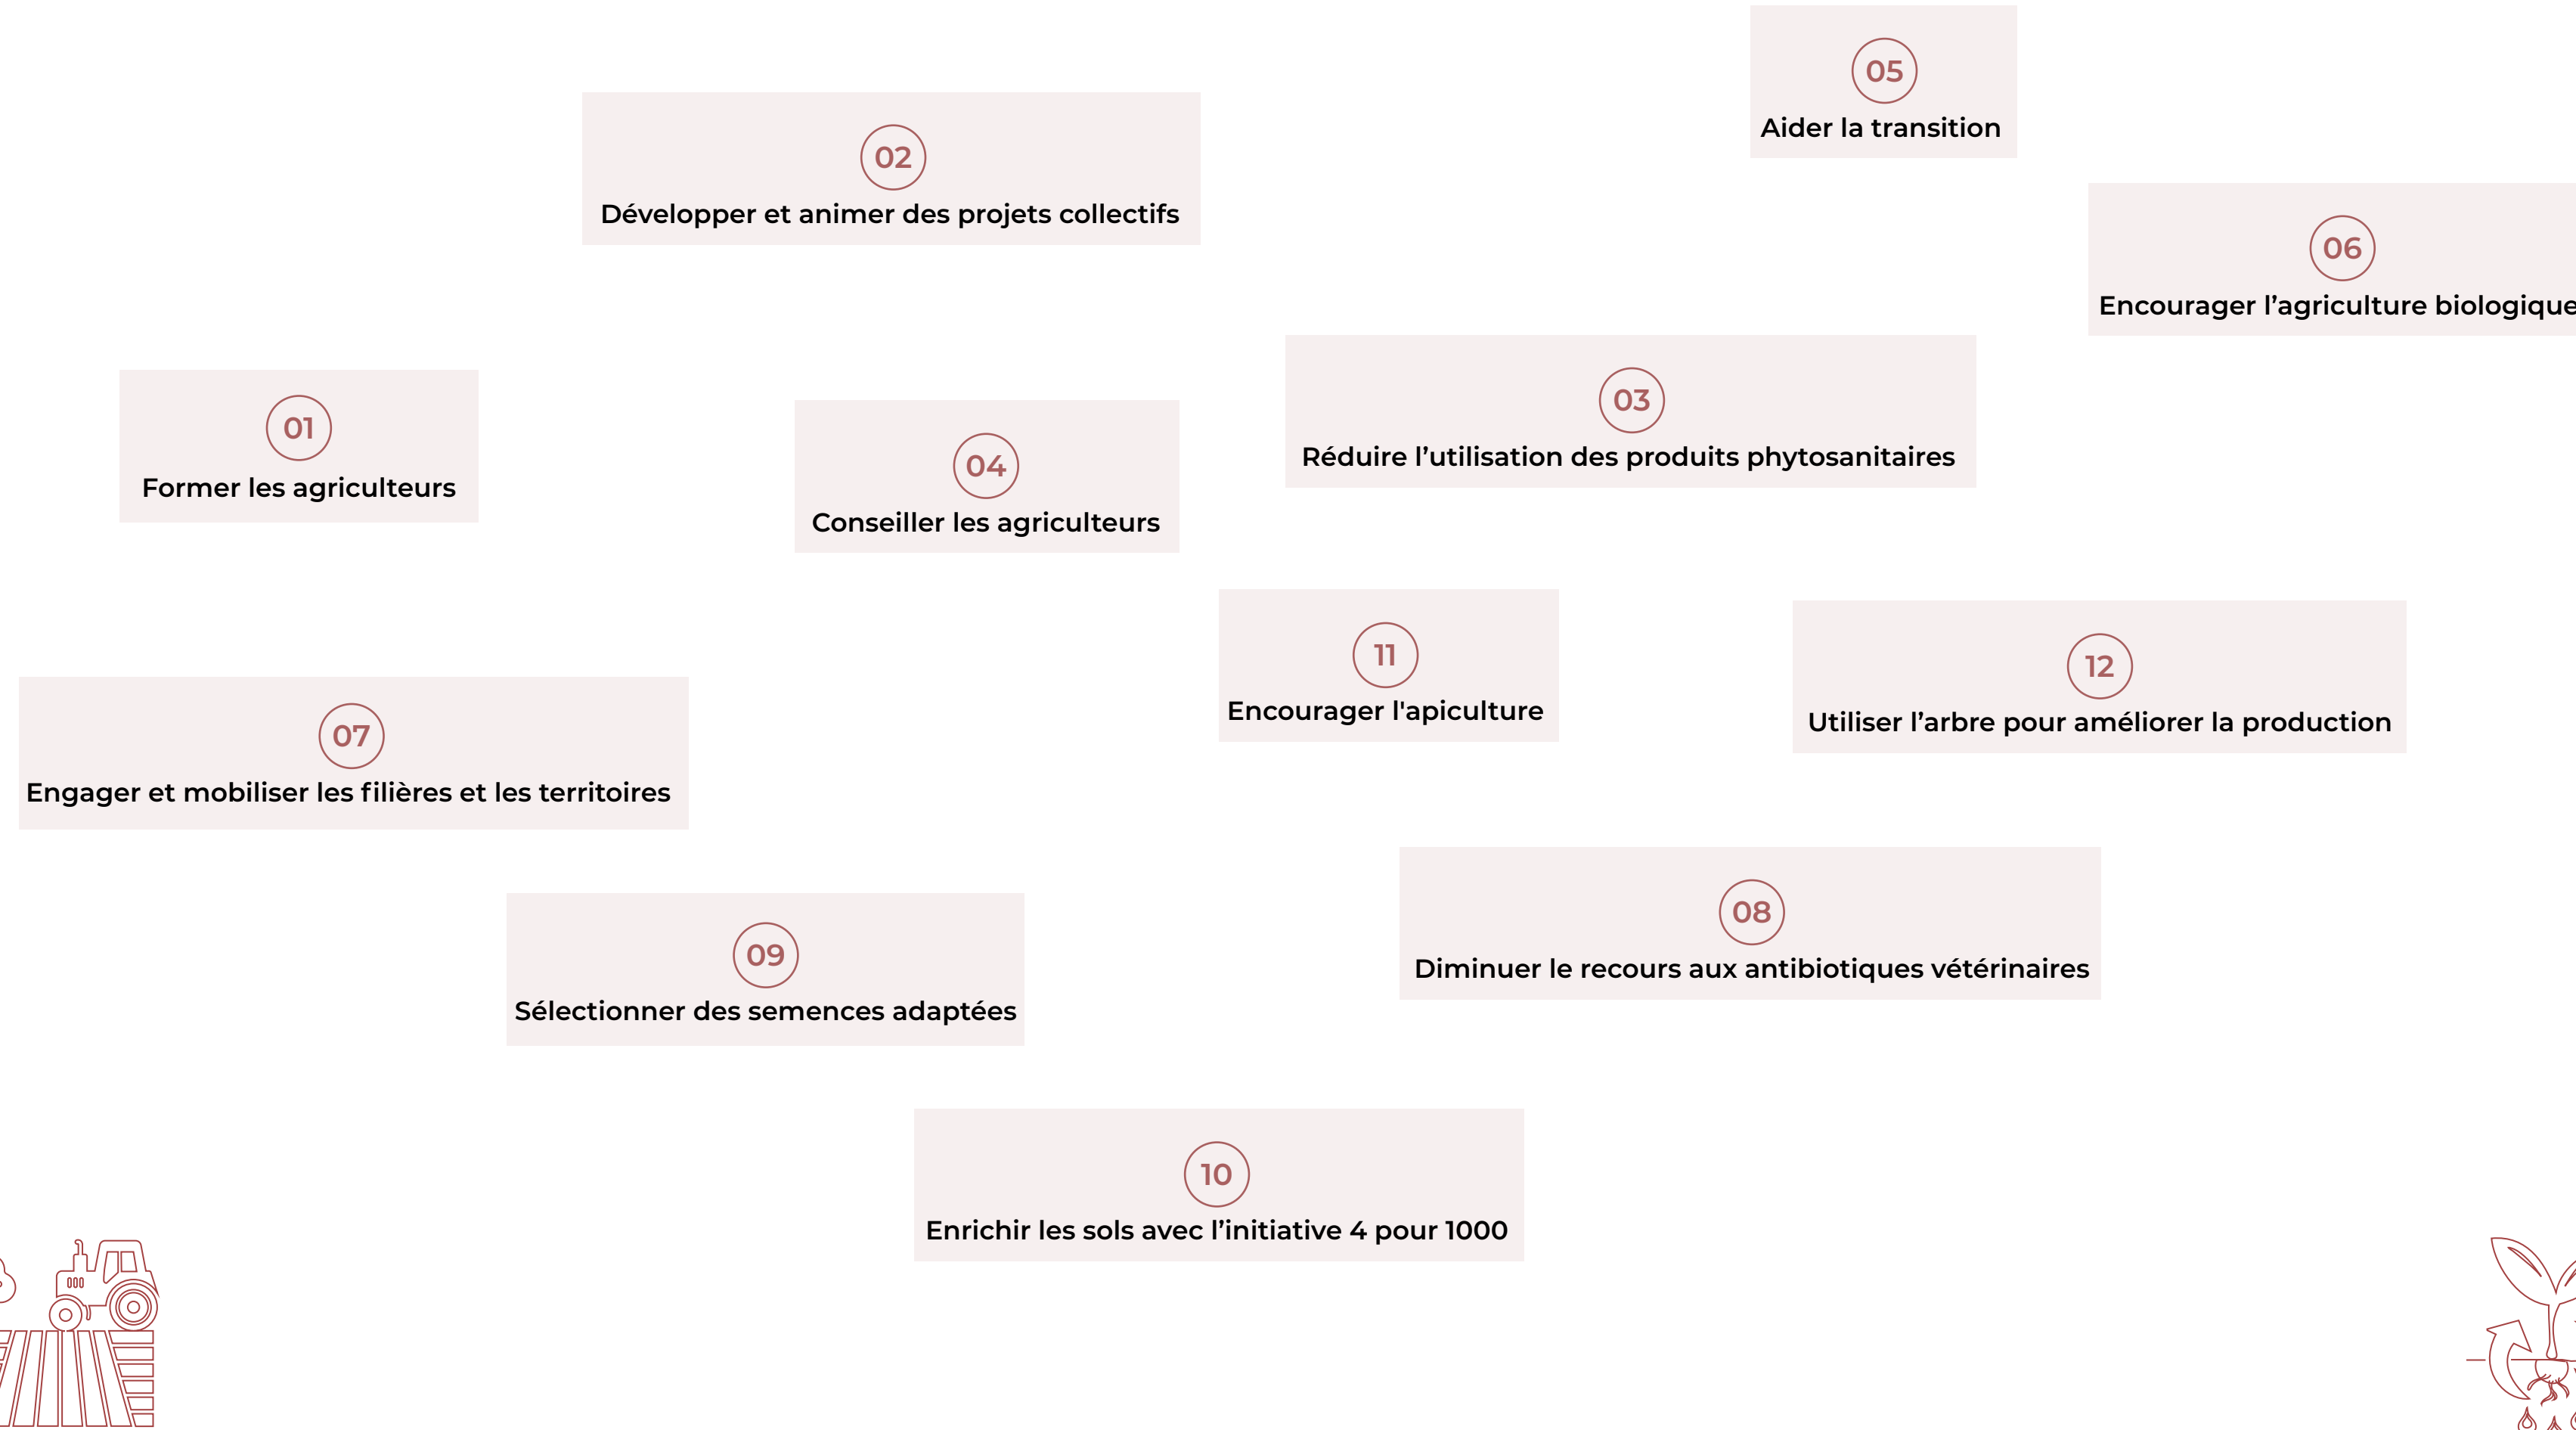 01
Former les agriculteurs
02
Développer et animer des projets collectifs
03
Réduire l’utilisation des produits phytosanitaires
04
Conseiller les agriculteurs
05
Aider la transition
06
Encourager l’agriculture biologique
07
Engager et mobiliser les filières et les territoires
08
Diminuer le recours aux antibiotiques vétérinaires
09
Sélectionner des semences adaptées
10
Enrichir les sols avec l’initiative 4 pour 1000
11
Encourager l'apiculture
12
Utiliser l’arbre pour améliorer la production